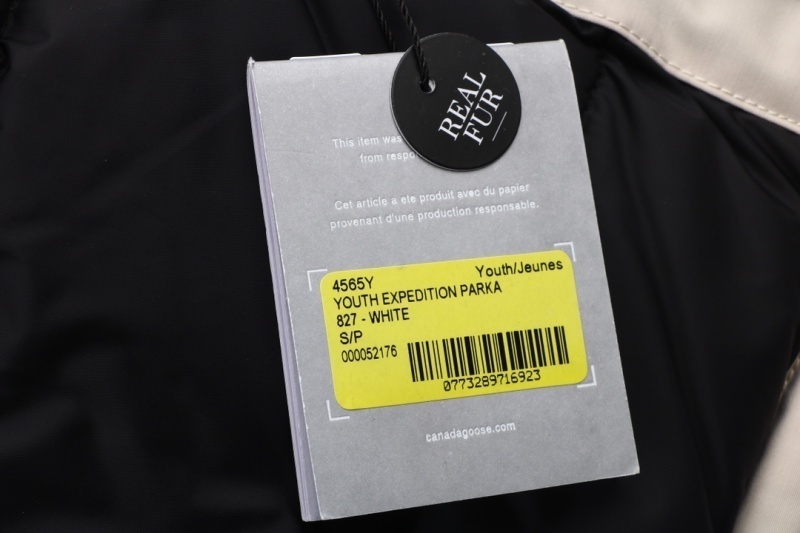 REAL
FUR
This item was
from
Cet article a ete produit avec du papier
provenant d'une production responsable.
4565Y Youth/Jeunes
YOUTH EXPEDITION PARKA
827 - WHITE
S/P
000052176
0773289716923
canadagoose.com